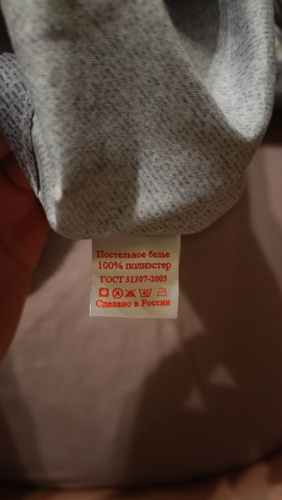 Постельное белье
100% полиэстер
ГОСТ 31307-2005
Сделано в России